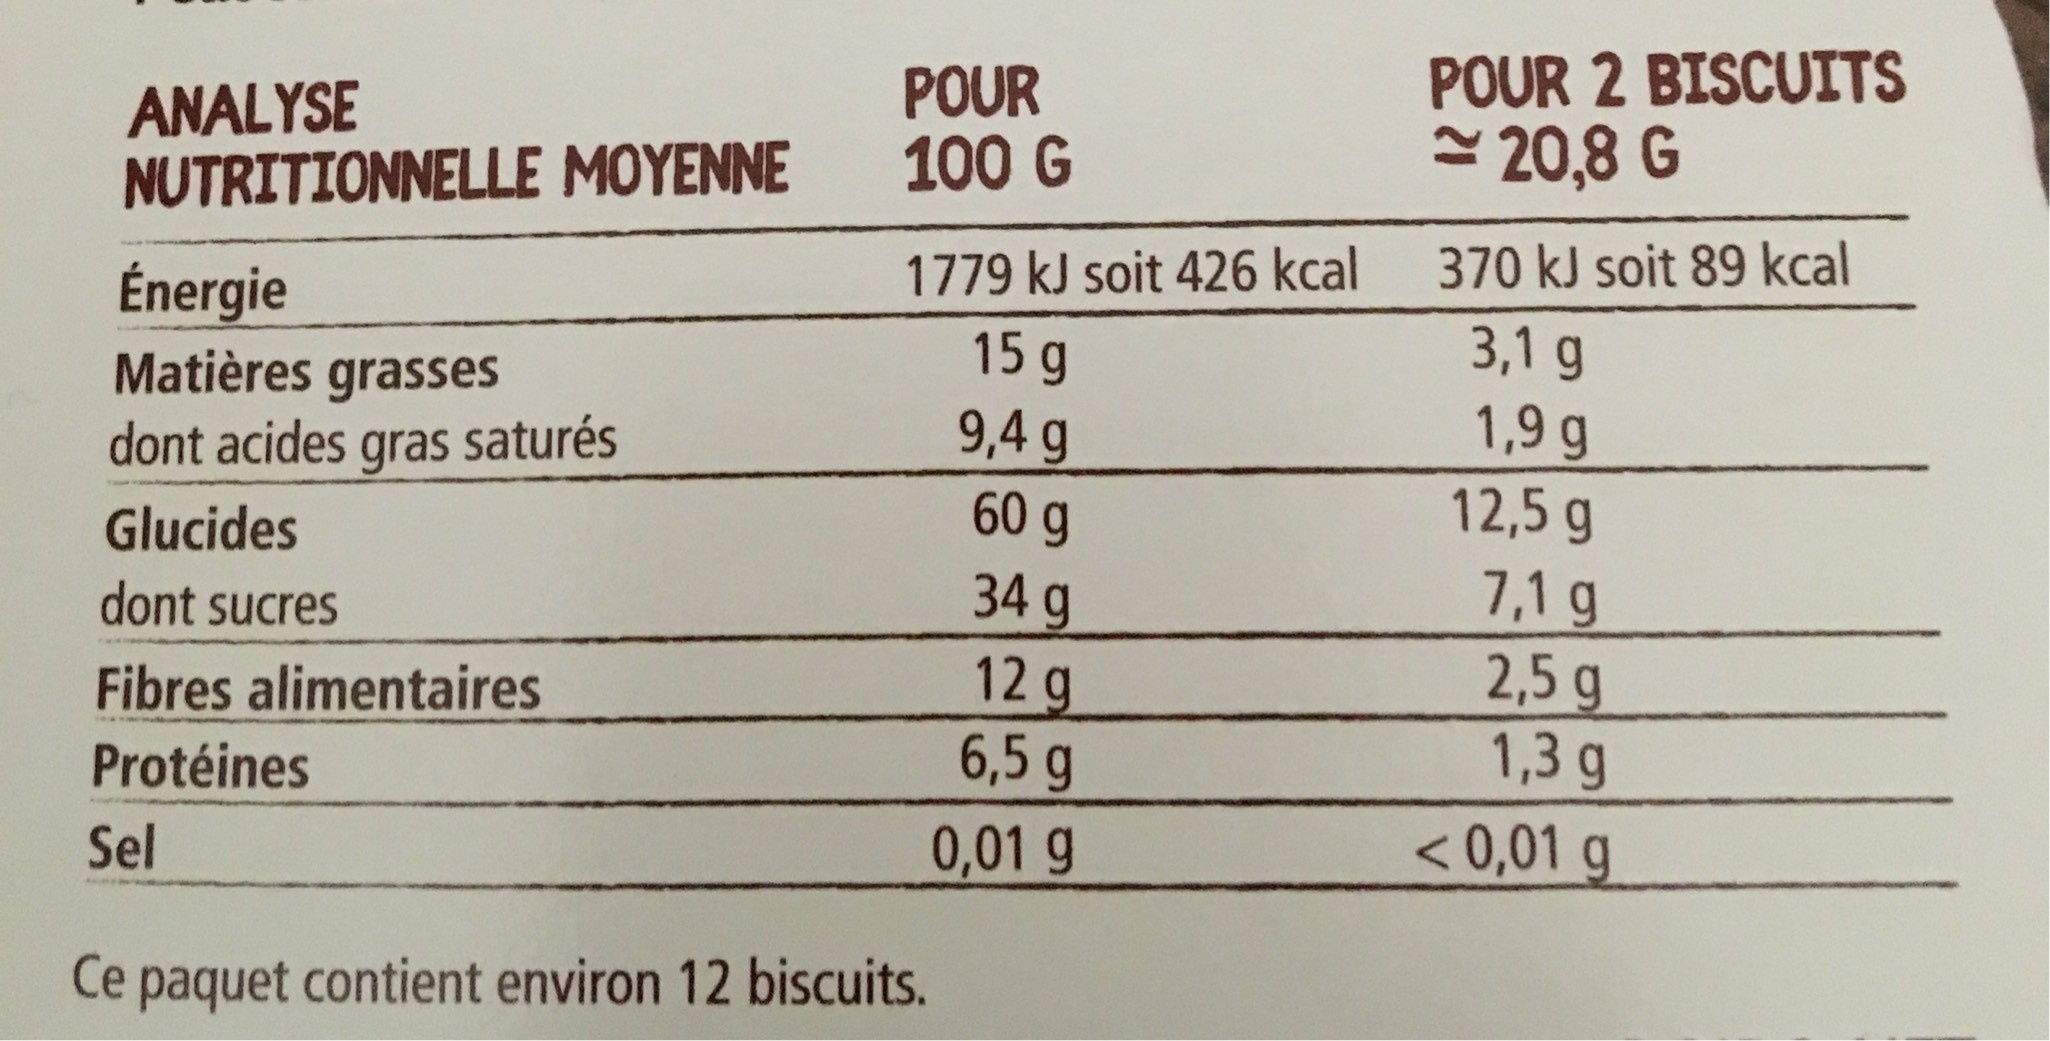 ANALYSE
NUTRITIONNELLE MOYENNE
POUR
100 G
POUR 2 BISCUITS
≃ 20,8 G
Énergie 1779 kJ soit 426 kcal 370 kJ soit 89 kcal
Matières grasses 15 g 3,1 g
dont acides gras saturés 9,4 g 1,9 g
Glucides 60 g 12,5 g
dont sucres 34 g 7,1 g
Fibres alimentaires 12 g 2,5 g
Protéines 6,5 g 1,3 g
Sel 0,01 g < 0,01 g
Ce paquet contient environ 12 biscuits.